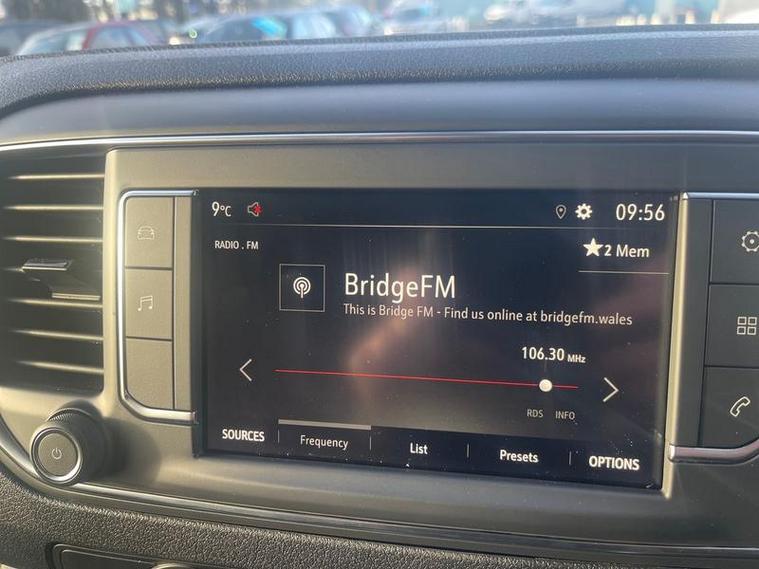 9°C
09:56
RADIO . FM
2 Mem
BridgeFM
This is Bridge FM - Find us online at bridgefm.wales
106.30 MHz
RDS INFO
SOURCES Frequency List Presets OPTIONS